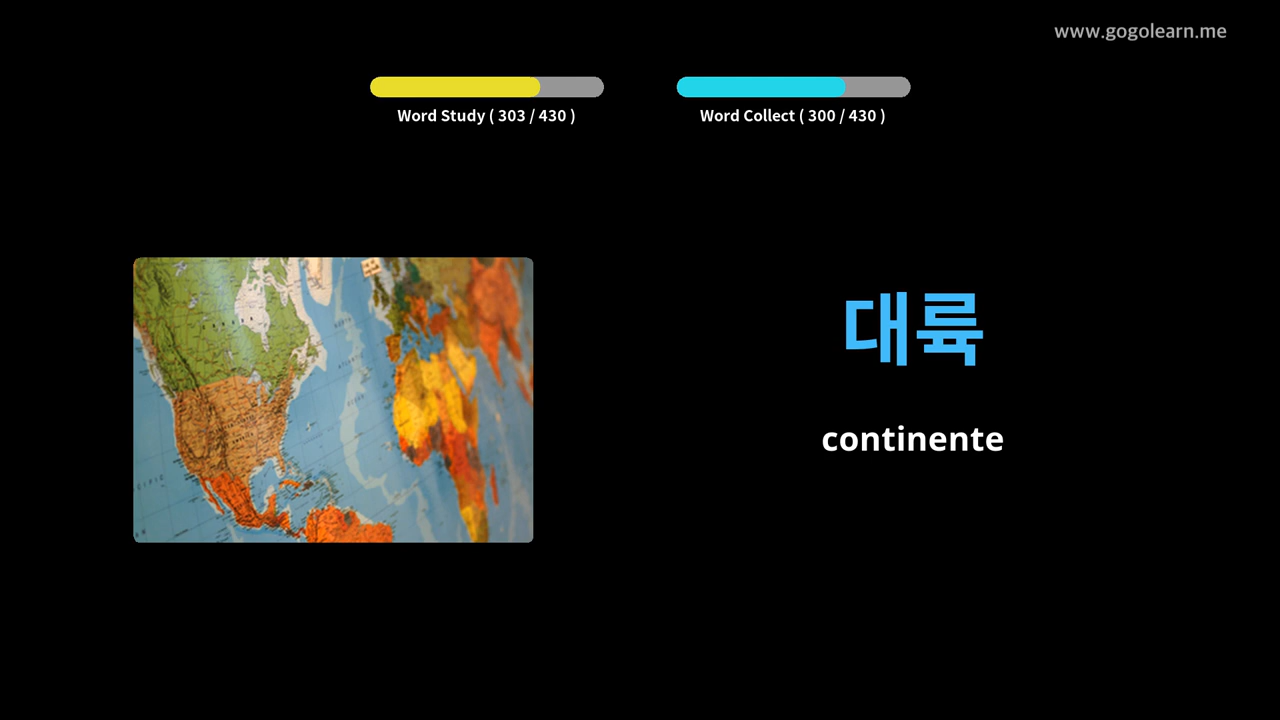 www.gogolearn.me
Word Study ( 303 / 430 )
Word Collect ( 300 / 430 )
대륙
continente